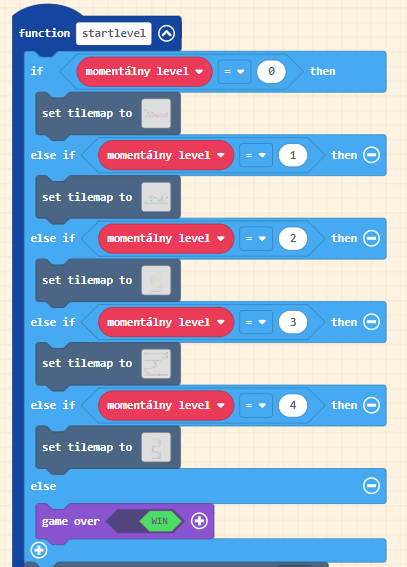 function startlevel
if momentálny level = 0 then
set tilemap to
else if momentálny level = 1 then
set tilemap to
else if momentálny level = 2 then
set tilemap to
else if momentálny level = 3 then
set tilemap to
else if momentálny level = 4 then
set tilemap to
else
game over WIN